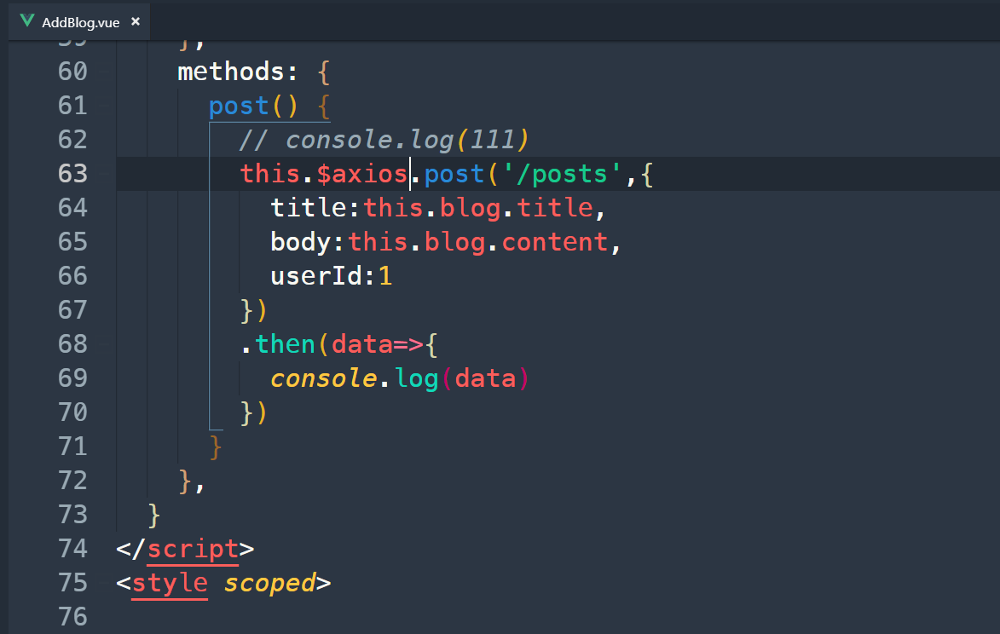 AddBlog.vue ×
59 },
60 methods: {
61 post() {
62 // console.log(111)
63 this.$axios.post('/posts',{
64 title:this.blog.title,
65 body:this.blog.content,
66 userId:1
67 })
68 .then(data=>{
69 console.log(data)
70 })
71 }
72 },
73 }
74 </script>
75 <style scoped>
76